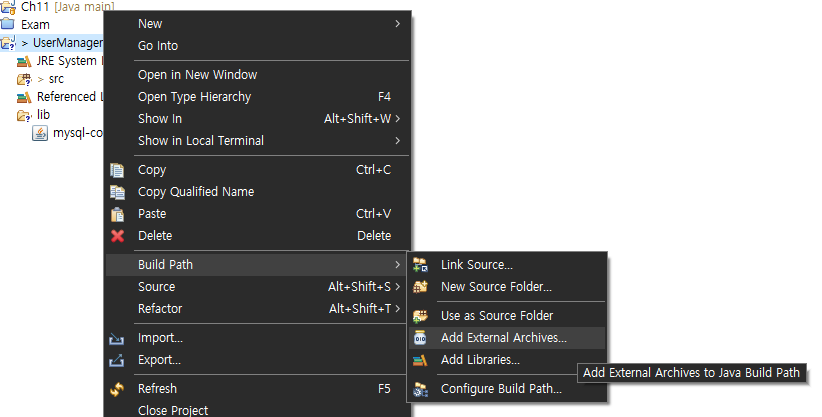 Ch11 [Java main]
Exam
> UserManager
JRE System
> src
Referenced
lib
mysql-co
New
Go Into
Open in New Window
Open Type Hierarchy F4
Show In Alt+Shift+W >
Show in Local Terminal >
Copy Ctrl+C
Copy Qualified Name
Paste Ctrl+V
Delete Delete
Build Path >
Source Alt+Shift+S >
Refactor Alt+Shift+T >
Import...
Export...
Refresh F5
Close Project
Link Source...
New Source Folder...
Use as Source Folder
Add External Archives...
Add Libraries...
Configure Build Path...
Add External Archives to Java Build Path